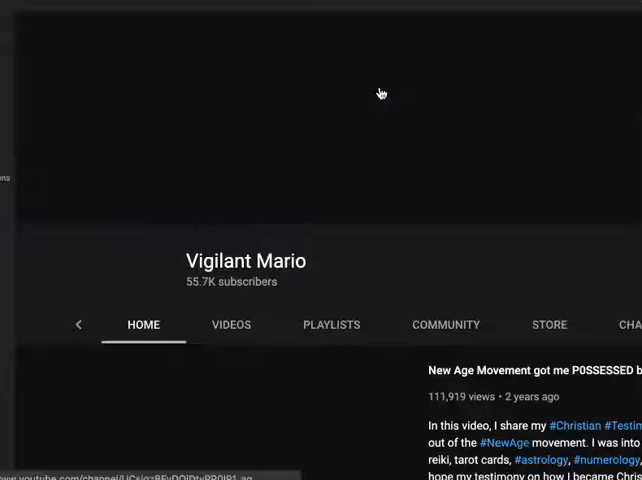 Vigilant Mario
55.7K subscribers
HOME VIDEOS PLAYLISTS COMMUNITY STORE CHA
New Age Movement got me P0SSESSED b
111,919 views • 2 years ago
In this video, I share my #Christian #Testim
out of the #NewAge movement. I was into
reiki, tarot cards, #astrology, #numerology,
hope my testimony on how I became Chris